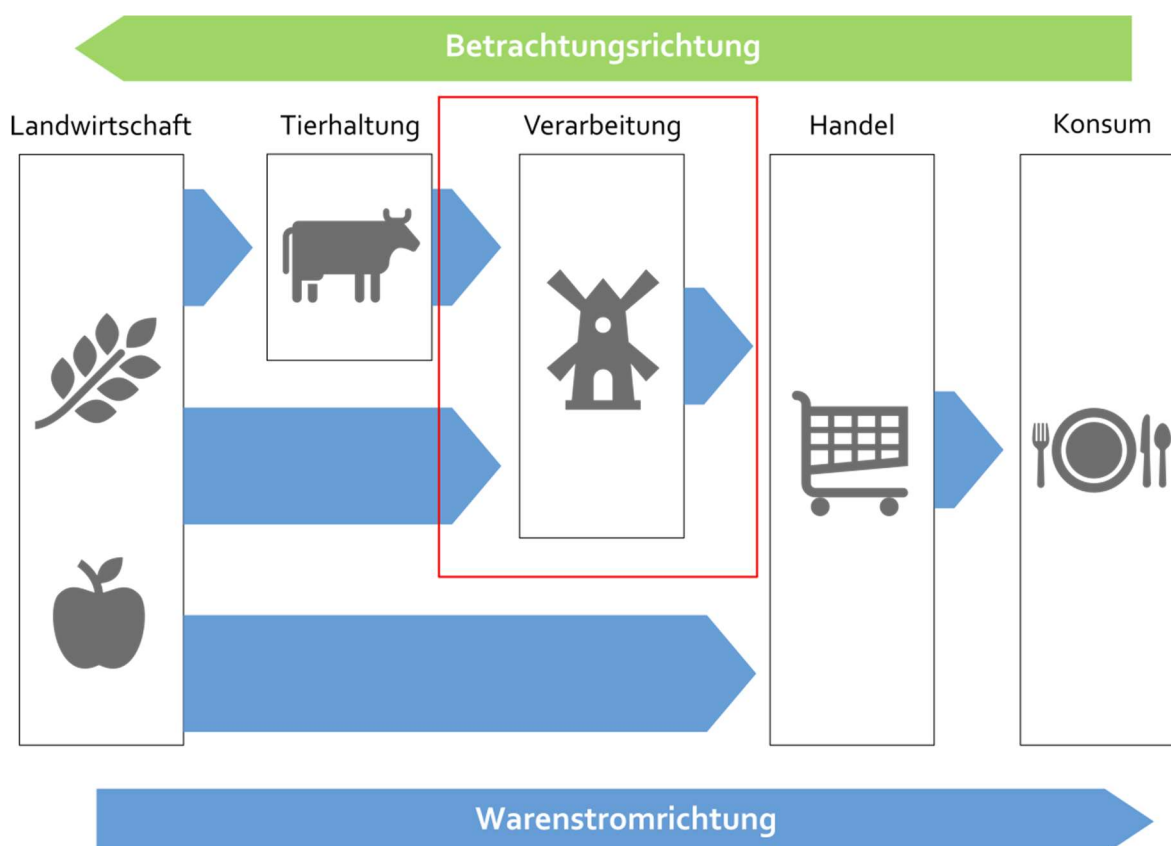 Betrachtungsrichtung
Landwirtschaft
Tierhaltung
Verarbeitung
Handel
Konsum
Warenstromrichtung